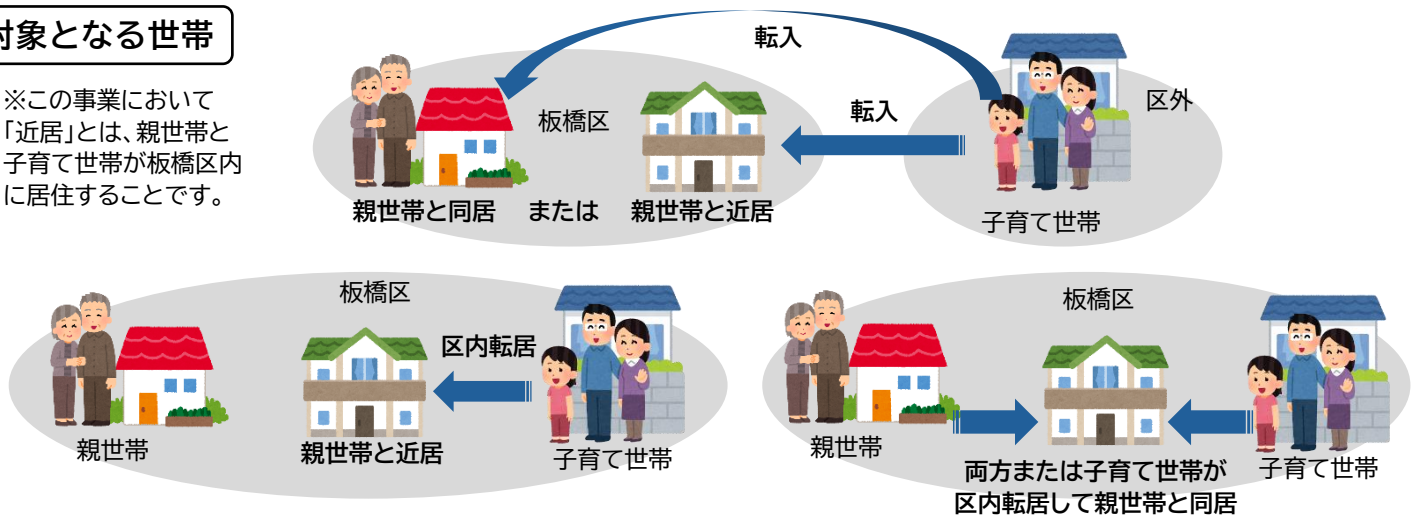 対象となる世帯
※この事業において
「近居」とは、親世帯と
子育て世帯が板橋区内
に居住することです。
転入
板橋区
転入
区外
親世帯と同居 または 親世帯と近居
子育て世帯
板橋区
区内転居
親世帯
親世帯と近居
子育て世帯
板橋区
親世帯
子育て世帯
両方または子育て世帯が
区内転居して親世帯と同居